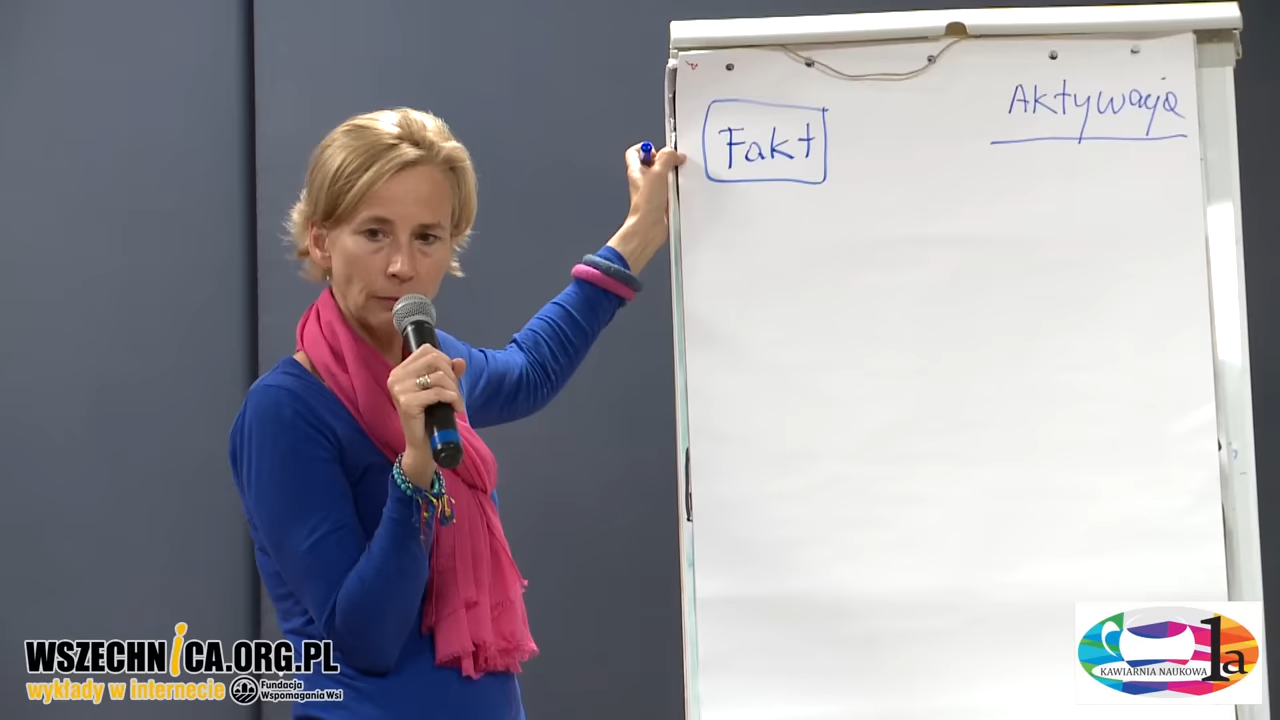 Fakt
Aktywacja
WSZECHNICA.ORG.PL
wykłady w internecie
Fundacja
Wspomagania Wsi
1a
KAWIARNIA NAUKOWA